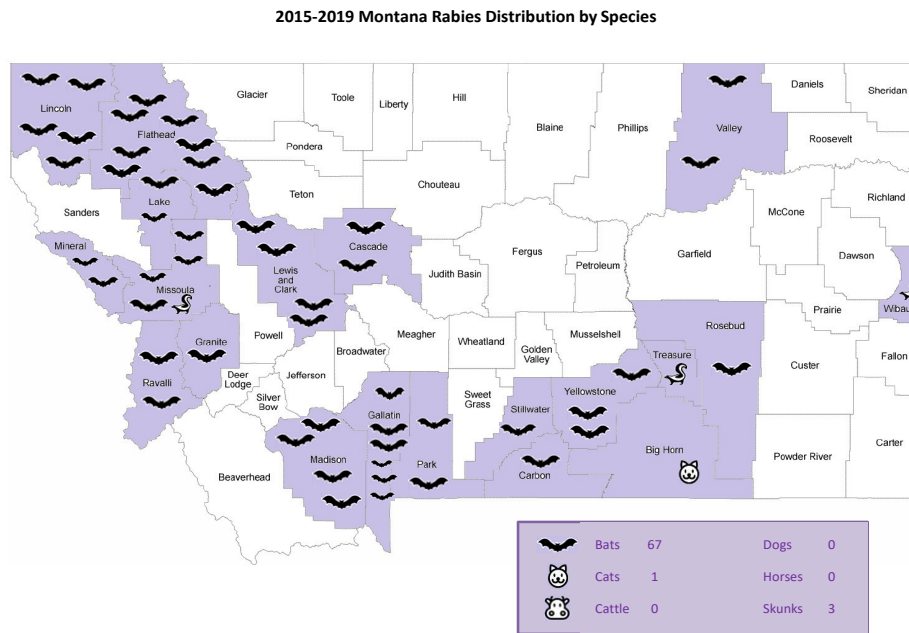 2015-2019 Montana Rabies Distribution by Species
Lincoln
Flathead
Glacier
Toole
Liberty
Hill
Blaine
Phillips
Valley
Daniels
Sheridan
Roosevelt
Pondera
Teton
Chouteau
Richland
McCone
Sanders
Lake
Lewis
and
Clark
Cascade
Judith Basin
Fergus
Petroleum
Garfield
Dawson
Mineral
Missoula
Wibau
Prairie
Powell
Meagher
Wheatland
Golden
Valley
Musselshell
Rosebud
Treasure
Custer
Fallon
Granite
Ravalli
Deer
Lodge
Silver
Bow
Jefferson
Broadwater
Gallatin
Park
Sweet
Grass
Stillwater
Yellowstone
Big Horn
Powder River
Carter
Beaverhead
Madison
Carbon
Bats 67 Dogs 0
Cats 1 Horses 0
Cattle 0 Skunks 3